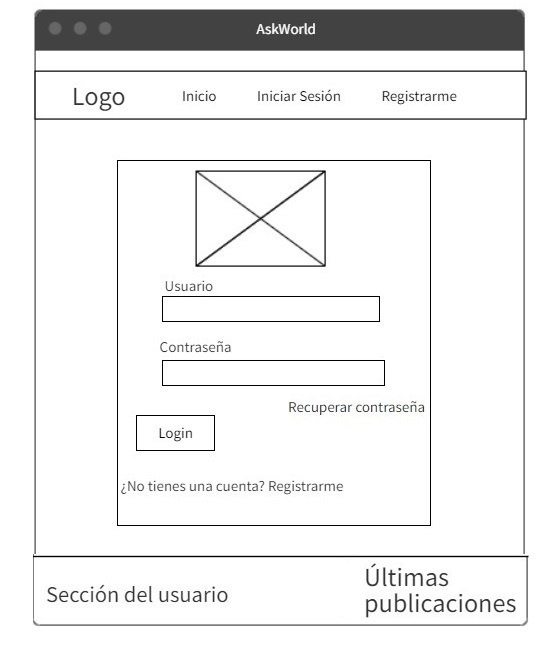 AskWorld
Logo Inicio Iniciar Sesión Registrarme
Usuario
Contraseña
Recuperar contraseña
Login
¿No tienes una cuenta? Registrarme
Sección del usuario
Últimas
publicaciones